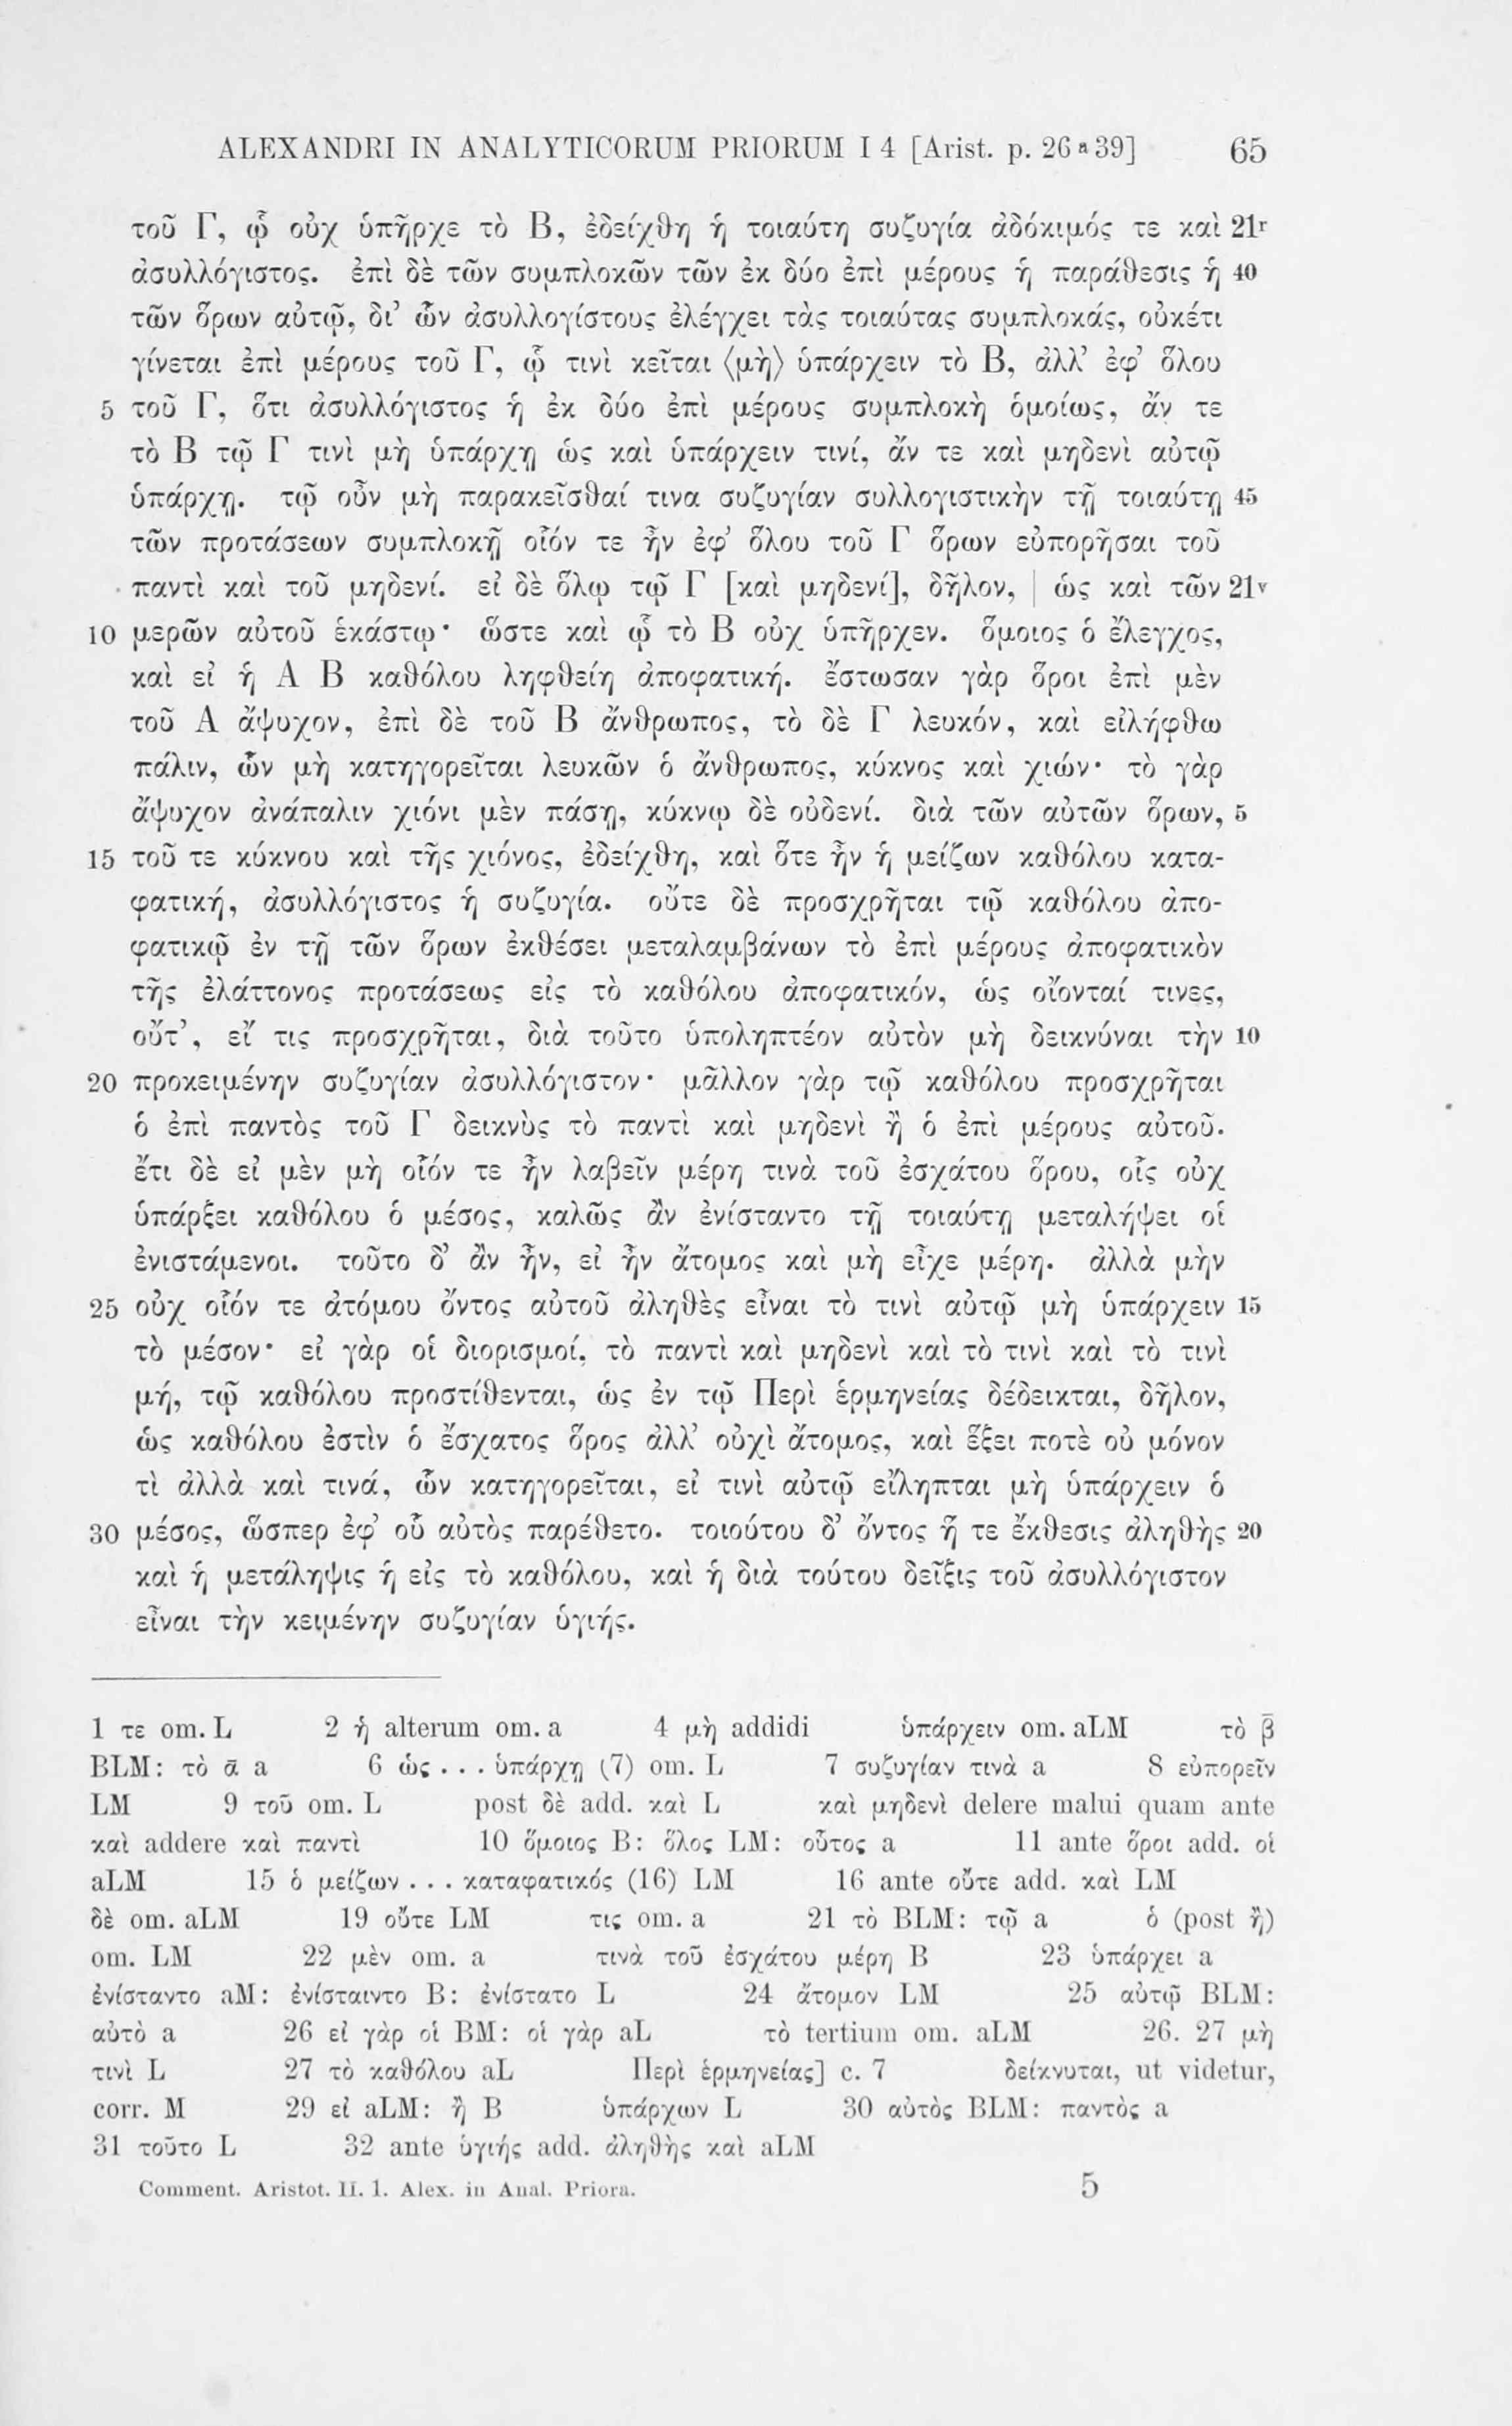 ALEXANDRI IN ANALYTICORUM PRIORUM I 4 [Arist. p. 26 a 39] 65
τοῦ Γ, ᾧ οὐχ ὑπῆρχε τὸ Β, ἐδείχθη ἡ τοιαύτη συζυγία ἀδόκιμός τε καὶ 21r
ἀσυλλόγιστος. ἐπὶ δὲ τῶν συμπλοκῶν τῶν ἐκ δύο ἐπὶ μέρους ἡ παράθεσις ἡ 40
τῶν ὅρων αὐτῷ, δι’ ὧν ἀσυλλογίστους ἐλέγχει τὰς τοιαύτας συμπλοκάς, οὐκέτι
γίνεται ἐπὶ μέρους τοῦ Γ, ᾧ τινὶ κεῖται ⟨μὴ⟩ ὑπάρχειν τὸ Β, ἀλλ’ ἐφ’ ὅλου
5 τοῦ Γ, ὅτι ἀσυλλόγιστος ἡ ἐκ δύο ἐπὶ μέρους συμπλοκὴ ὁμοίως, ἄν τε
τὸ Β τῷ Γ τινὶ μὴ ὑπάρχῃ ὡς καὶ ὑπάρχειν τινί, ἄν τε καὶ μηδενὶ αὐτῷ
ὑπάρχῃ. τῷ οὖν μὴ παρακεῖσθαί τινα συζυγίαν συλλογιστικὴν τῇ τοιαύτῃ 45
τῶν προτάσεων συμπλοκῇ οἷόν τε ἦν ἐφ’ ὅλου τοῦ Γ ὅρων εὐπορῆσαι τοῦ
παντὶ καὶ τοῦ μηδενί. εἰ δὲ ὅλῳ τῷ Γ [καὶ μηδενί], δῆλον, | ὡς καὶ τῶν 21v
10 μερῶν αὐτοῦ ἑκάστῳ· ὥστε καὶ ᾧ τὸ Β οὐχ ὑπῆρχεν. ὅμοιος ὁ ἔλεγχος,
καὶ εἰ ἡ Α Β καθόλου ληφθείη ἀποφατική. ἔστωσαν γὰρ ὅροι ἐπὶ μὲν
τοῦ Α ἄψυχον, ἐπὶ δὲ τοῦ Β ἄνθρωπος, τὸ δὲ Γ λευκόν, καὶ εἰλήφθω
πάλιν, ὧν μὴ κατηγορεῖται λευκῶν ὁ ἄνθρωπος, κύκνος καὶ χιών· τὸ γὰρ
ἄψυχον ἀνάπαλιν χιόνι μὲν πάσῃ, κύκνῳ δὲ οὐδενί. διὰ τῶν αὐτῶν ὅρων, 5
15 τοῦ τε κύκνου καὶ τῆς χιόνος, ἐδείχθη, καὶ ὅτε ἦν ἡ μείζων καθόλου κατα-
φατική, ἀσυλλόγιστος ἡ συζυγία. οὔτε δὲ προσχρῆται τῷ καθόλου ἀπο-
φατικῷ ἐν τῇ τῶν ὅρων ἐκθέσει μεταλαμβάνων τὸ ἐπὶ μέρους ἀποφατικὸν
τῆς ἐλάττονος προτάσεως εἰς τὸ καθόλου ἀποφατικόν, ὡς οἴονταί τινες,
οὔτ’, εἴ τις προσχρῆται, διὰ τοῦτο ὑποληπτέον αὐτὸν μὴ δεικνύναι τὴν 10
20 προκειμένην συζυγίαν ἀσυλλόγιστον· μᾶλλον γὰρ τῷ καθόλου προσχρῆται
ὁ ἐπὶ παντὸς τοῦ Γ δεικνὺς τὸ παντὶ καὶ μηδενὶ ἢ ὁ ἐπὶ μέρους αὐτοῦ.
ἔτι δὲ εἰ μὲν μὴ οἷόν τε ἦν λαβεῖν μέρη τινὰ τοῦ ἐσχάτου ὅρου, οἷς οὐχ
ὑπάρξει καθόλου ὁ μέσος, καλῶς ἂν ἐνίσταντο τῇ τοιαύτῃ μεταλήψει οἱ
ἐνιστάμενοι. τοῦτο δ’ ἂν ἦν, εἰ ἦν ἄτομος καὶ μὴ εἶχε μέρη. ἀλλὰ μὴν
25 οὐχ οἷόν τε ἀτόμου ὄντος αὐτοῦ ἀληθὲς εἶναι τὸ τινὶ αὐτῷ μὴ ὑπάρχειν 15
τὸ μέσον· εἰ γὰρ οἱ διορισμοί, τὸ παντὶ καὶ μηδενὶ καὶ τὸ τινὶ καὶ τὸ τινὶ
μή, τῷ καθόλου προστίθενται, ὡς ἐν τῷ Περὶ ἑρμηνείας δέδεικται, δῆλον,
ὡς καθόλου ἐστὶν ὁ ἔσχατος ὅρος ἀλλ’ οὐχὶ ἄτομος, καὶ ἕξει ποτὲ οὐ μόνον
τὶ ἀλλὰ καὶ τινά, ὧν κατηγορεῖται, εἰ τινὶ αὐτῷ εἴληπται μὴ ὑπάρχειν ὁ
30 μέσος, ὥσπερ ἐφ’ οὗ αὐτὸς παρέθετο. τοιούτου δ’ ὄντος ἥ τε ἔκθεσις ἀληθὴς 20
καὶ ἡ μετάληψις ἡ εἰς τὸ καθόλου, καὶ ἡ διὰ τούτου δεῖξις τοῦ ἀσυλλόγιστον
εἶναι τὴν κειμένην συζυγίαν ὑγιής.
1 τε om. L 2 ἡ alterum om. a 4 μὴ addidi ὑπάρχειν om. aLM τὸ β̄
BLM: τὸ ᾱ a 6 ὡς . . . ὑπάρχῃ (7) om. L 7 συζυγίαν τινὰ a 8 εὐπορεῖν
LM 9 τοῦ om. L post δὲ add. καὶ L καὶ μηδενὶ delere malui quam ante
καὶ addere καὶ παντὶ 10 ὅμοιος B: ὅλος LM: οὗτος a 11 ante ὅροι add. οἱ
aLM 15 ὁ μείζων . . . καταφατικός (16) LM 16 ante οὔτε add. καὶ LM
δὲ om. aLM 19 οὔτε LM τις om. a 21 τὸ BLM: τῷ a ὁ (post ἢ)
om. LM 22 μὲν om. a τινὰ τοῦ ἐσχάτου μέρη B 23 ὑπάρχει a
ἐνίσταντο aM: ἐνίσταιντο B: ἐνίστατο L 24 ἄτομον LM 25 αὐτῷ BLM:
αὐτὸ a 26 εἰ γὰρ οἱ BM: οἱ γὰρ aL τὸ tertium om. aLM 26. 27 μὴ
τινὶ L 27 τὸ καθόλου aL Περὶ ἑρμηνείας] c. 7 δείκνυται, ut videtur,
corr. M 29 εἰ aLM: ἢ B ὑπάρχων L 30 αὐτὸς BLM: παντὸς a
31 τοῦτο L 32 ante ὑγιής add. ἀληθὴς καὶ aLM
Comment. Aristot. II. 1. Alex. in Anal. Priora. 5